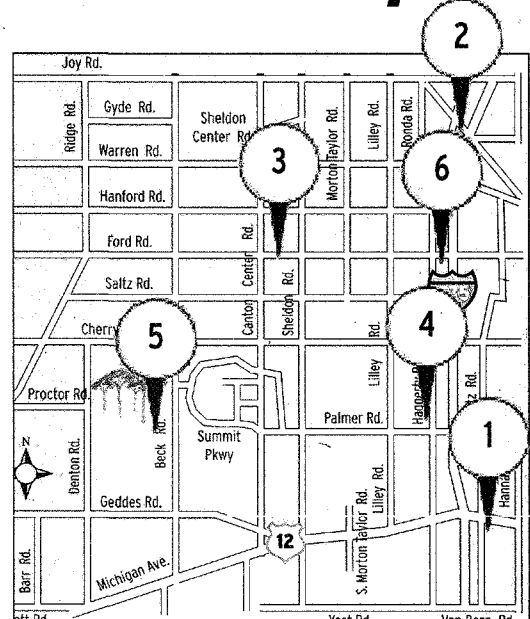 2
Joy Rd.
Ridge Rd.
Gyde Rd.
Sheldon
Center Rd.
Morton Taylor Rd.
Lilley Rd.
Ronda Rd.
Warren Rd.
3
6
Hanford Rd.
Ford Rd.
Canton Center Rd.
Sheldon Rd.
Saltz Rd.
Cherry
5
4
Lilley Rd.
Proctor Rd.
Haggerty R
Palmer Rd.
1
Beck Rd.
Summit
Pkwy
N
Denton Rd.
Hanna
Geddes Rd.
Lilley Rd.
S. Morton Taylor Rd.
12
Barr Rd.
Michigan Ave.